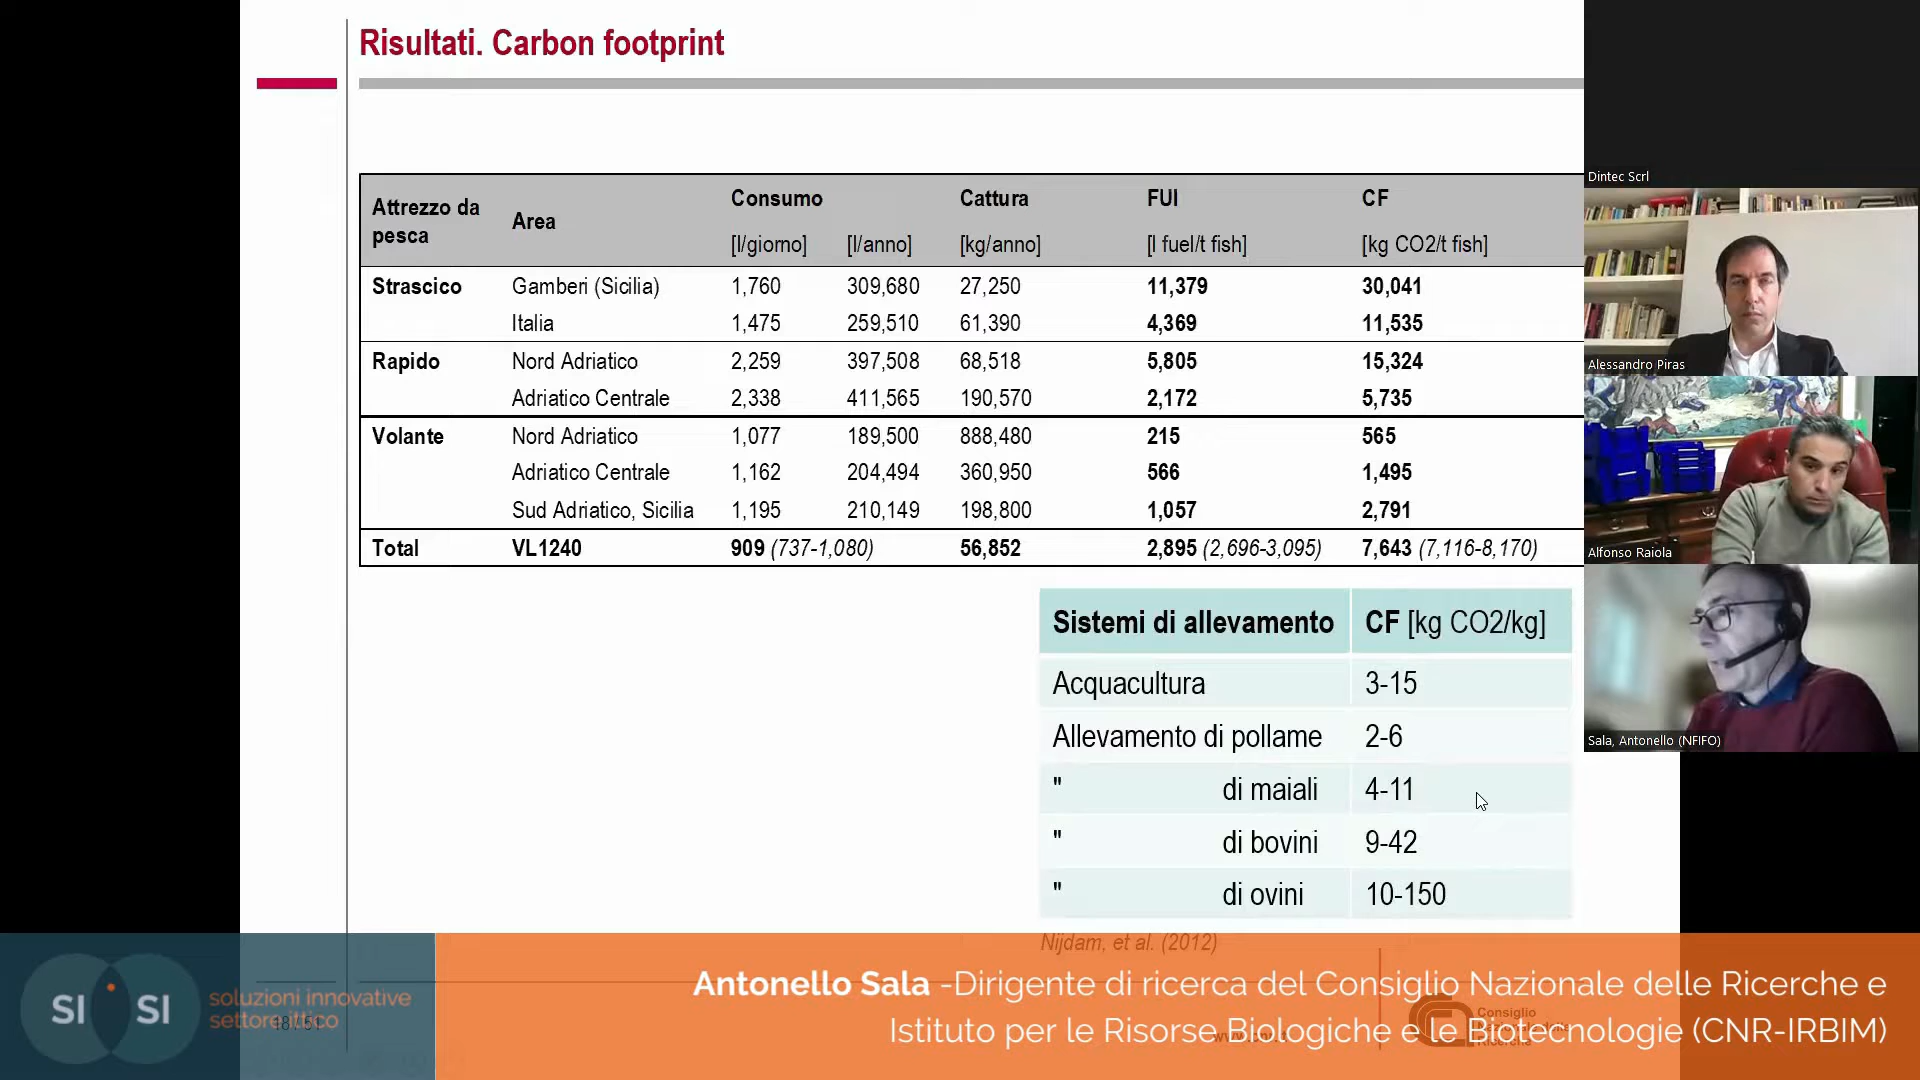 Risultati. Carbon footprint
Attrezzo da pesca Area Consumo Cattura FUI CF
[l/giorno] [l/anno] [kg/anno] [l fuel/t fish] [kg CO2/t fish]
Strascico Gamberi (Sicilia) 1,760 309,680 27,250 11,379 30,041
Italia 1,475 259,510 61,390 4,369 11,535
Rapido Nord Adriatico 2,259 397,508 68,518 5,805 15,324
Adriatico Centrale 2,338 411,565 190,570 2,172 5,735
Volante Nord Adriatico 1,077 189,500 888,480 215 565
Adriatico Centrale 1,162 204,494 360,950 566 1,495
Sud Adriatico, Sicilia 1,195 210,149 198,800 1,057 2,791
Total VL1240 909 (737-1,080) 56,852 2,895 (2,696-3,095) 7,643 (7,116-8,170)
Sistemi di allevamento CF [kg CO2/kg]
Acquacultura 3-15
Allevamento di pollame 2-6
" di maiali 4-11
" di bovini 9-42
" di ovini 10-150
Nijdam, et al. (2012)
Dintec Scrl
Alessandro Piras
Alfonso Raiola
Sala, Antonello (NFIFO)
SI SI
soluzioni innovative
settore ittico
Antonello Sala -Dirigente di ricerca del Consiglio Nazionale delle Ricerche e
Istituto per le Risorse Biologiche e le Biotecnologie (CNR-IRBIM)
Consiglio